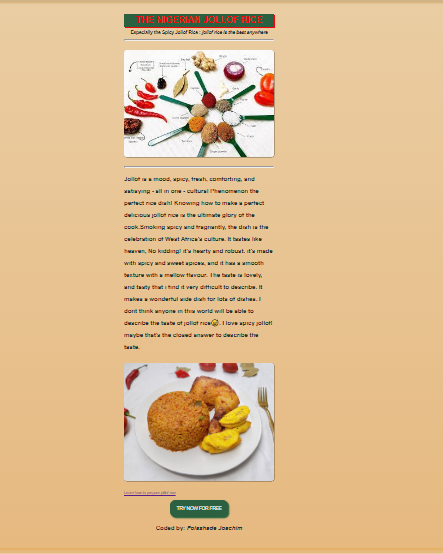 THE NIGERIAN JOLLOF RICE
Especially the Spicy Jollof Rice : jollof rice is the best anywhere
Jollof is a mood, spicy, fresh, comforting, and
satisying - all in one - cultural Phenomenon the
perfect rice dish! Knowing how to make a perfect
delicious jollof rice is the ultimate glory of the
cook.Smoking spicy and fragrantly, the dish is the
celebration of West Africa's culture. It tastes like
heaven, No kidding! it's hearty and robust. it's made
with spicy and sweet spices, and it has a smooth
texture with a mellow flavour. The taste is lovely,
and tasty that i find it very difficult to describe. It
makes a wonderful side dish for lots of dishes. I
dont think anyone in this world will be able to
describe the taste of jollof rice😋. I love spicy jollof!
maybe that's the closed answer to describe the
taste.
TRY NOW FOR FREE
Coded by: Folashade Joachim